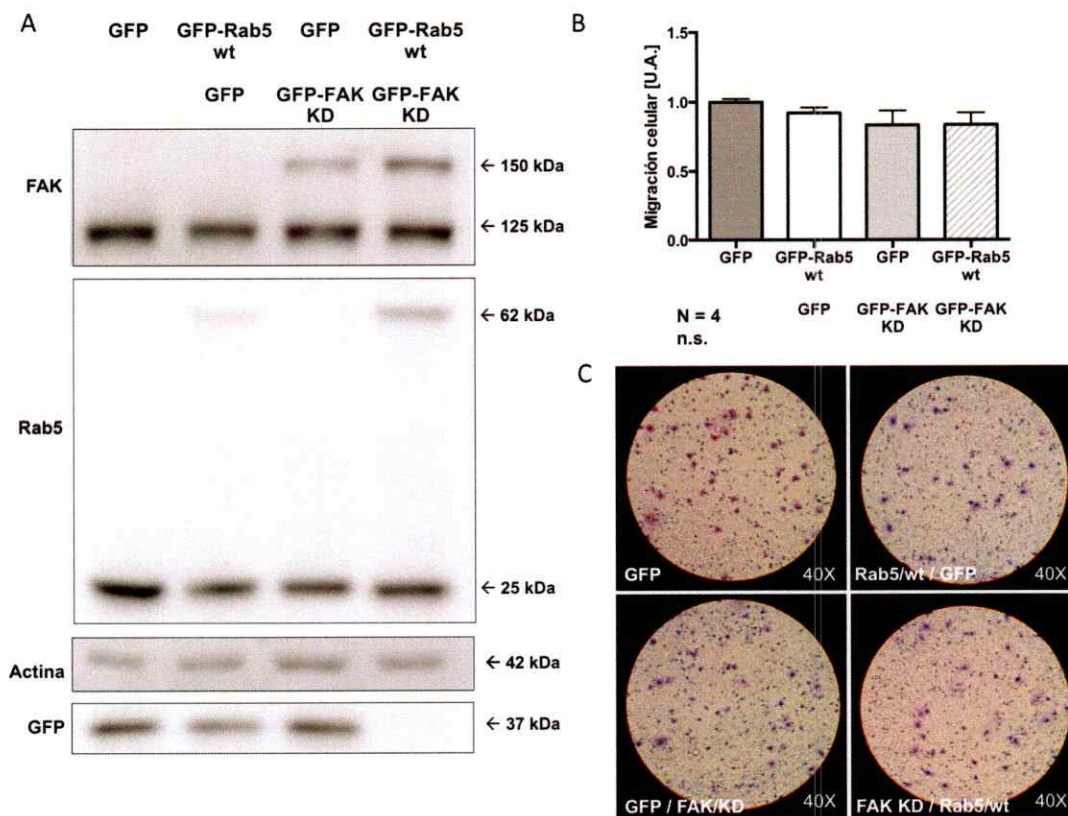 A
GFP GFP-Rab5 wt GFP GFP-Rab5 wt
GFP GFP-FAK KD GFP-FAK KD
FAK
← 150 kDa
← 125 kDa
Rab5
← 62 kDa
← 25 kDa
Actina
← 42 kDa
GFP
← 37 kDa
B
Migración celular [U.A.]
1.5
1.0
0.5
0.0
GFP GFP-Rab5 wt GFP GFP-Rab5 wt
GFP GFP-FAK KD GFP-FAK KD
N = 4
n.s.
C
GFP 40X
Rab5/wt / GFP 40X
GFP / FAK/KD 40X
FAK KD / Rab5/wt 40X